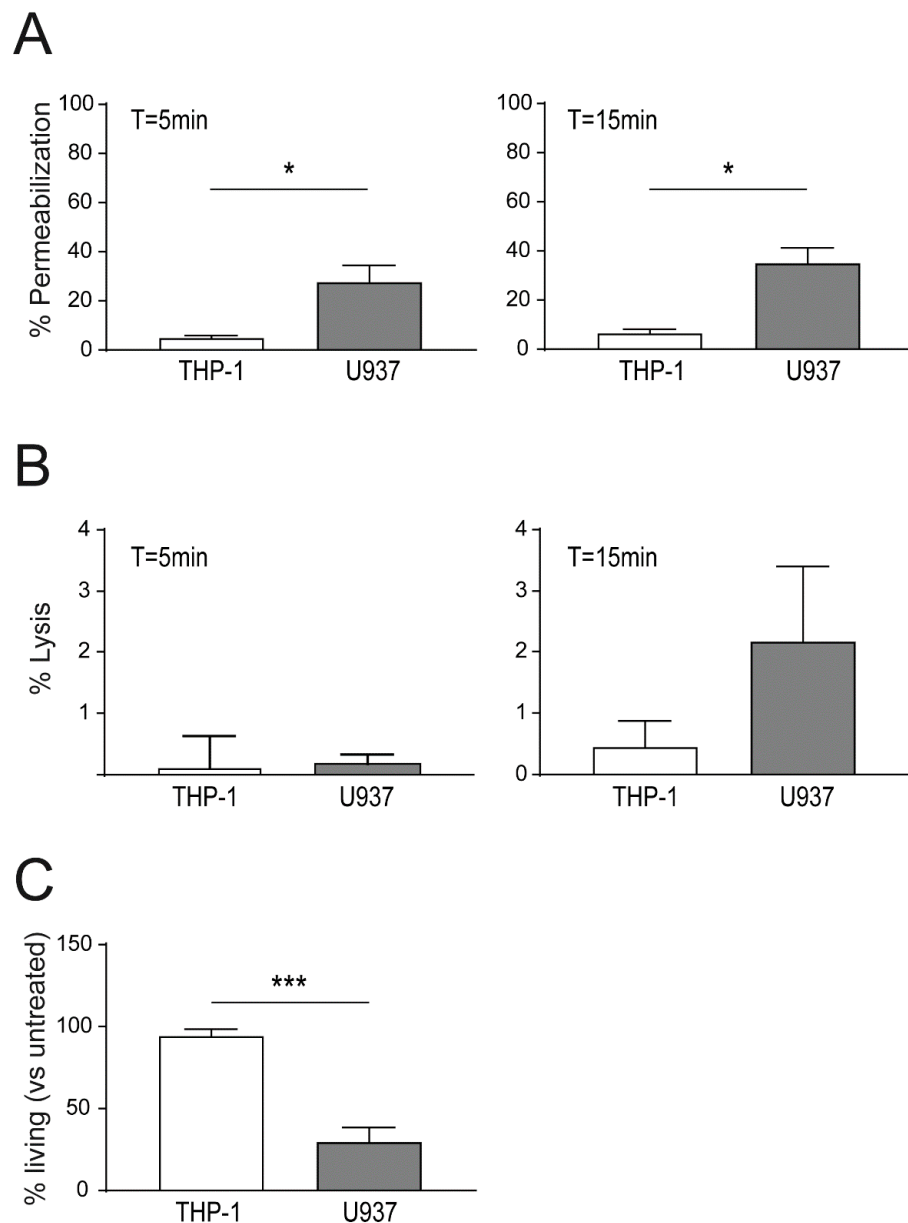 A
% Permeabilization
100
80
60
40
20
0
T=5min
*
THP-1 U937
100
80
60
40
20
0
T=15min
*
THP-1 U937
B
% Lysis
4
3
2
1
T=5min
THP-1 U937
4
3
2
1
0
T=15min
THP-1 U937
C
% living (vs untreated)
150
100
50
0
***
THP-1 U937